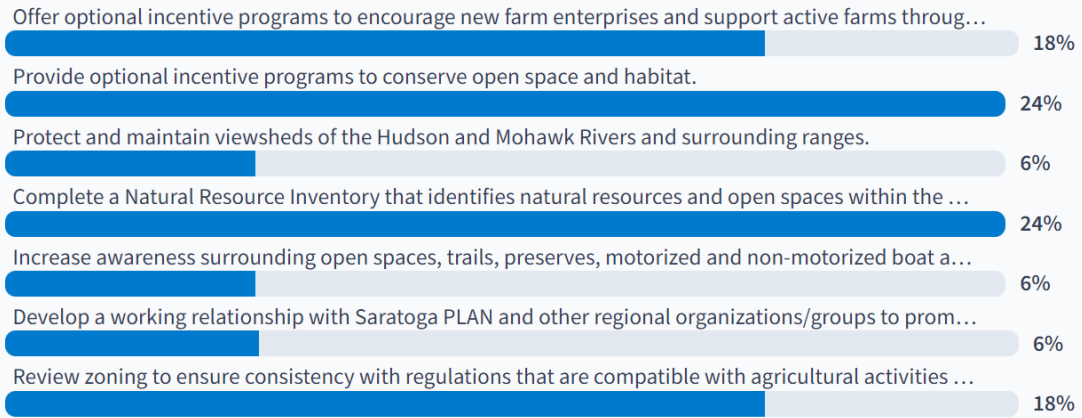 Offer optional incentive programs to encourage new farm enterprises and support active farms throug…
18%
Provide optional incentive programs to conserve open space and habitat.
24%
Protect and maintain viewsheds of the Hudson and Mohawk Rivers and surrounding ranges.
6%
Complete a Natural Resource Inventory that identifies natural resources and open spaces within the …
24%
Increase awareness surrounding open spaces, trails, preserves, motorized and non-motorized boat a…
6%
Develop a working relationship with Saratoga PLAN and other regional organizations/groups to prom…
6%
Review zoning to ensure consistency with regulations that are compatible with agricultural activities …
18%